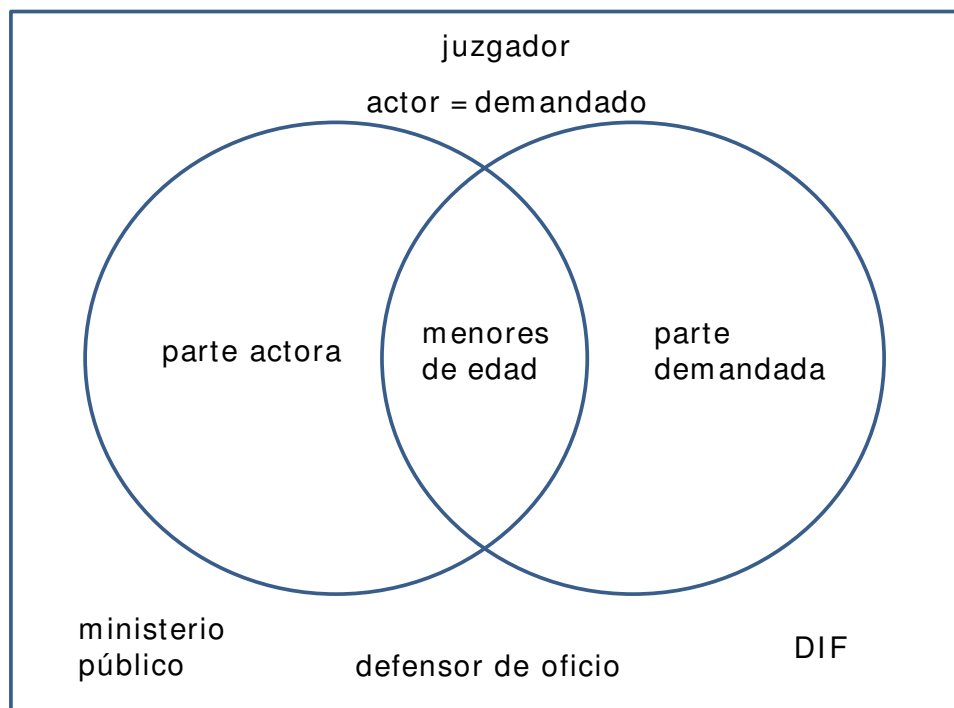 juzgador
actor = demandado
parte actora
menores
de edad
parte
demandada
ministerio
público
defensor de oficio
DIF